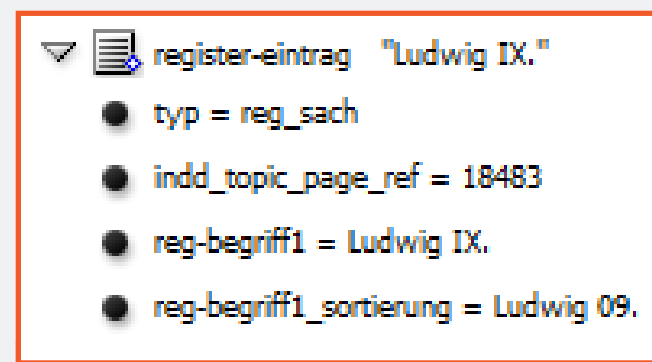 register-eintrag "Ludwig IX."
typ = reg_sach
indd_topic_page_ref = 18483
reg-begriff1 = Ludwig IX.
reg-begriff1_sortierung = Ludwig 09.